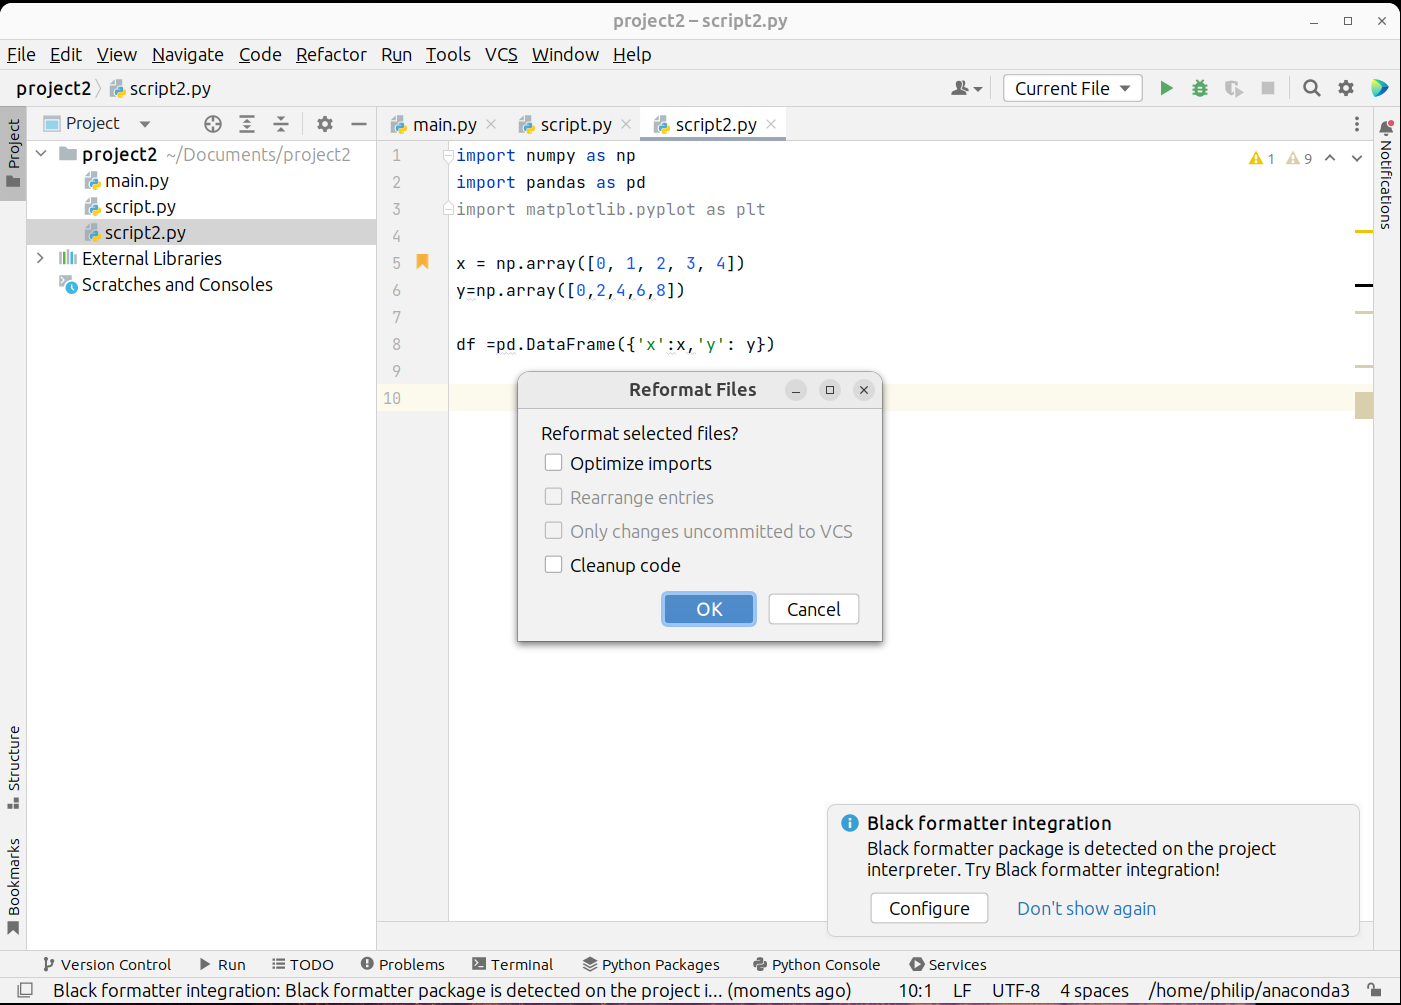 project2 – script2.py
File Edit View Navigate Code Refactor Run Tools VCS Window Help
project2 script2.py Current File
Project
Project
main.py script.py script2.py
project2 ~/Documents/project2
main.py
script.py
script2.py
External Libraries
Scratches and Consoles
1 import numpy as np
2 import pandas as pd
3 import matplotlib.pyplot as plt
4
5 x = np.array([0, 1, 2, 3, 4])
6 y=np.array([0,2,4,6,8])
7
8 df =pd.DataFrame({'x':x,'y': y})
9
10
1 9
Notifications
Reformat Files
Reformat selected files?
Optimize imports
Rearrange entries
Only changes uncommitted to VCS
Cleanup code
OK Cancel
Structure
Bookmarks
Black formatter integration
Black formatter package is detected on the project
interpreter. Try Black formatter integration!
Configure Don't show again
Version Control Run TODO Problems Terminal Python Packages Python Console Services
Black formatter integration: Black formatter package is detected on the project i... (moments ago) 10:1 LF UTF-8 4 spaces /home/philip/anaconda3